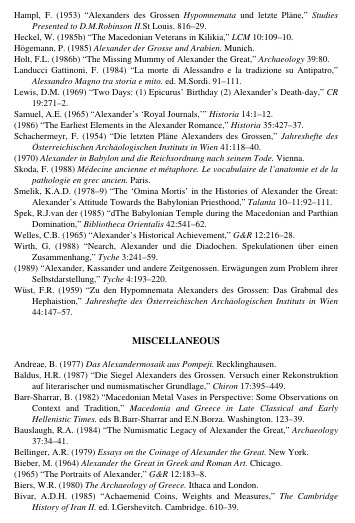 Hampl, F. (1953) “Alexanders des Grossen Hypomnemata und letzte Pläne,” Studies
Presented to D.M.Robinson II.St Louis. 816–29.
Heckel, W. (1985b) “The Macedonian Veterans in Kilikia,” LCM 10:109–10.
Högemann, P. (1985) Alexander der Grosse und Arabien. Munich.
Holt, F.L. (1986b) “The Missing Mummy of Alexander the Great,” Archaeology 39:80.
Landucci Gattinoni, F. (1984) “La morte di Alessandro e la tradizione su Antipatro,”
Alessandro Magno tra storia e mito. ed. M.Sordi. 91–111.
Lewis, D.M. (1969) “Two Days: (1) Epicurus’ Birthday (2) Alexander’s Death-day,” CR
19:271–2.
Samuel, A.E. (1965) “Alexander’s ‘Royal Journals,’” Historia 14:1–12.
(1986) “The Earliest Elements in the Alexander Romance,” Historia 35:427–37.
Schachermeyr, F. (1954) “Die letzten Pläne Alexanders des Grossen,” Jahreshefte des
Österreichischen Archäologischen Instituts in Wien 41:118–40.
(1970) Alexander in Babylon und die Reichsordnung nach seinem Tode. Vienna.
Skoda, F. (1988) Médecine ancienne et métaphore. Le vocabulaire de l’anatomie et de la
pathologie en grec ancien. Paris.
Smelik, K.A.D. (1978–9) “The ‘Omina Mortis’ in the Histories of Alexander the Great:
Alexander’s Attitude Towards the Babylonian Priesthood,” Talanta 10–11:92–111.
Spek, R.J.van der (1985) “dThe Babylonian Temple during the Macedonian and Parthian
Domination,” Bibliotheca Orientalis 42:541–62.
Welles, C.B. (1965) “Alexander’s Historical Achievement,” G&R 12:216–28.
Wirth, G. (1988) “Nearch, Alexander und die Diadochen. Spekulationen über einen
Zusammenhang,” Tyche 3:241–59.
(1989) “Alexander, Kassander und andere Zeitgenossen. Erwägungen zum Problem ihrer
Selbstdarstellung,” Tyche 4:193–220.
Wüst, F.R. (1959) “Zu den Hypomnemata Alexanders des Grossen: Das Grabmal des
Hephaistion,” Jahreshefte des Österreichischen Archäologischen Instituts in Wien
44:147–57.
MISCELLANEOUS
Andreae, B. (1977) Das Alexandermosaik aus Pompeji. Recklinghausen.
Baldus, H.R. (1987) “Die Siegel Alexanders des Grossen. Versuch einer Rekonstruktion
auf literarischer und numismatischer Grundlage,” Chiron 17:395–449.
Barr-Sharrar, B. (1982) “Macedonian Metal Vases in Perspective: Some Observations on
Context and Tradition,” Macedonia and Greece in Late Classical and Early
Hellenistic Times. eds B.Barr-Sharrar and E.N.Borza. Washington. 123–39.
Bauslaugh, R.A. (1984) “The Numismatic Legacy of Alexander the Great,” Archaeology
37:34–41.
Bellinger, A.R. (1979) Essays on the Coinage of Alexander the Great. New York.
Bieber, M. (1964) Alexander the Great in Greek and Roman Art. Chicago.
(1965) “The Portraits of Alexander,” G&R 12:183–8.
Biers, W.R. (1980) The Archaeology of Greece. Ithaca and London.
Bivar, A.D.H. (1985) “Achaemenid Coins, Weights and Measures,” The Cambridge
History of Iran II. ed. I.Gershevitch. Cambridge. 610–39.